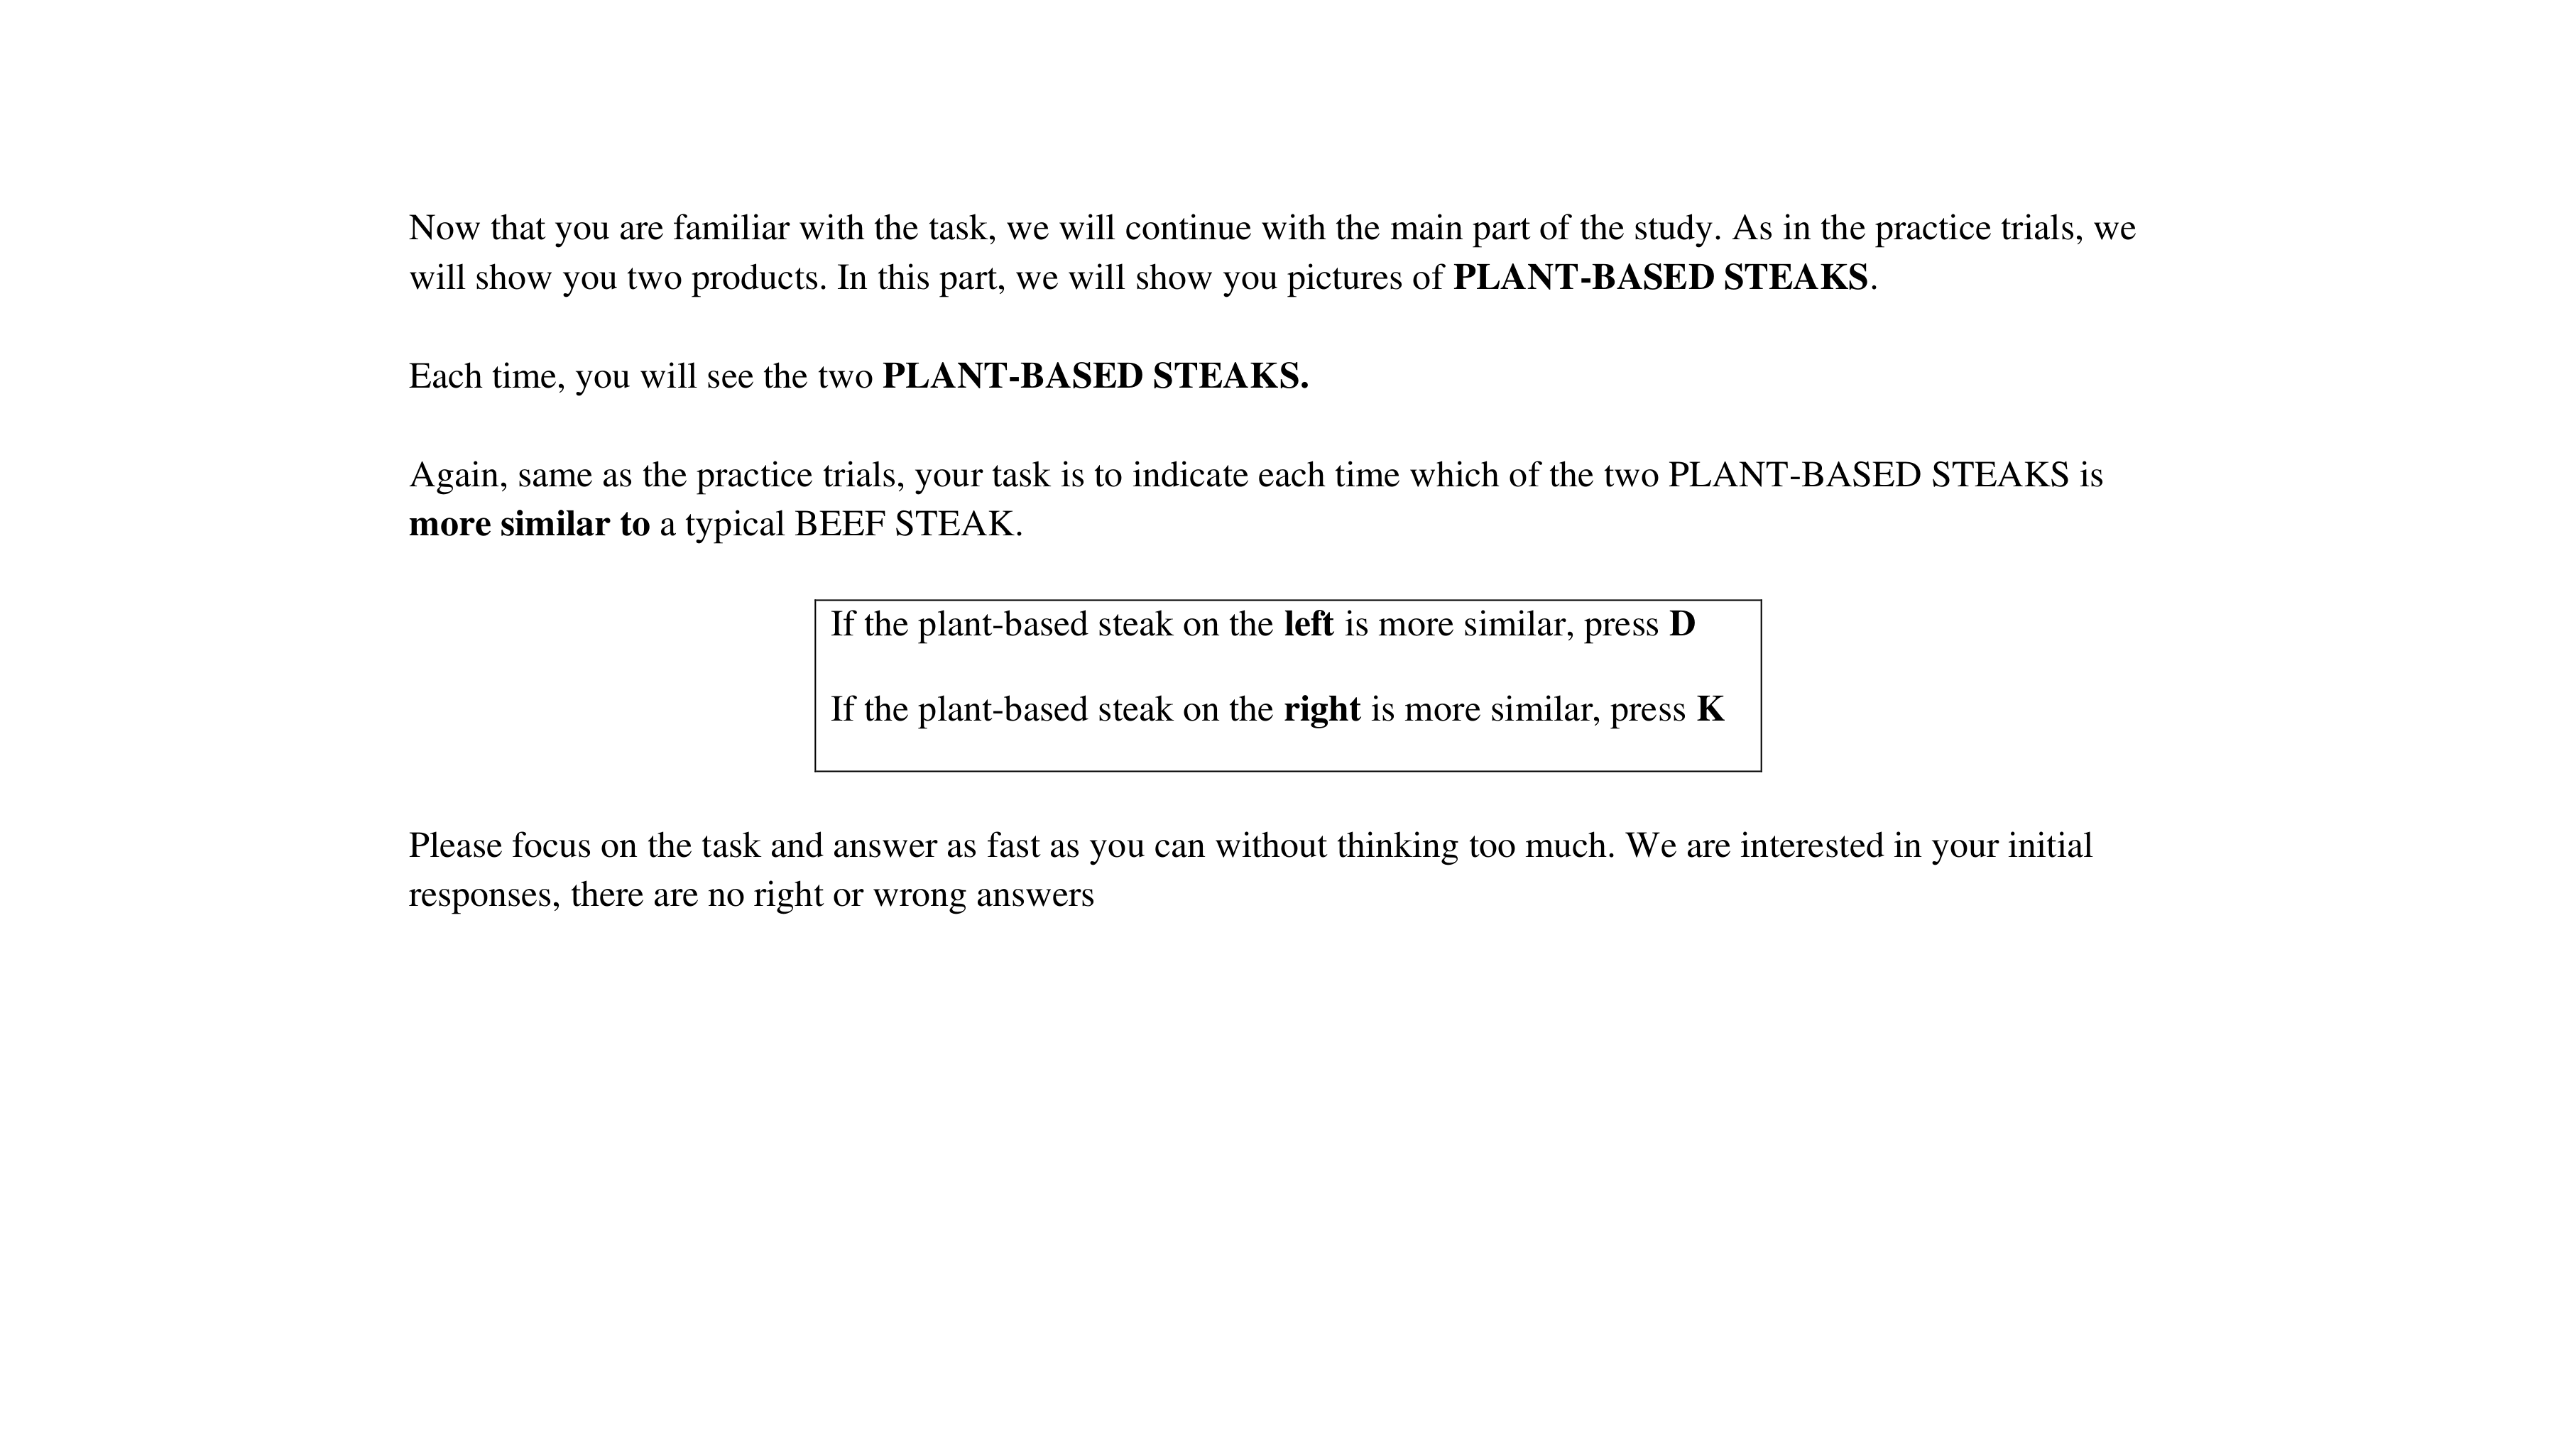 Now that you are familiar with the task, we will continue with the main part of the study. As in the practice trials, we
will show you two products. In this part, we will show you pictures of PLANT-BASED STEAKS.
Each time, you will see the two PLANT-BASED STEAKS.
Again, same as the practice trials, your task is to indicate each time which of the two PLANT-BASED STEAKS is
more similar to a typical BEEF STEAK.
If the plant-based steak on the left is more similar, press D
If the plant-based steak on the right is more similar, press K
Please focus on the task and answer as fast as you can without thinking too much. We are interested in your initial
responses, there are no right or wrong answers